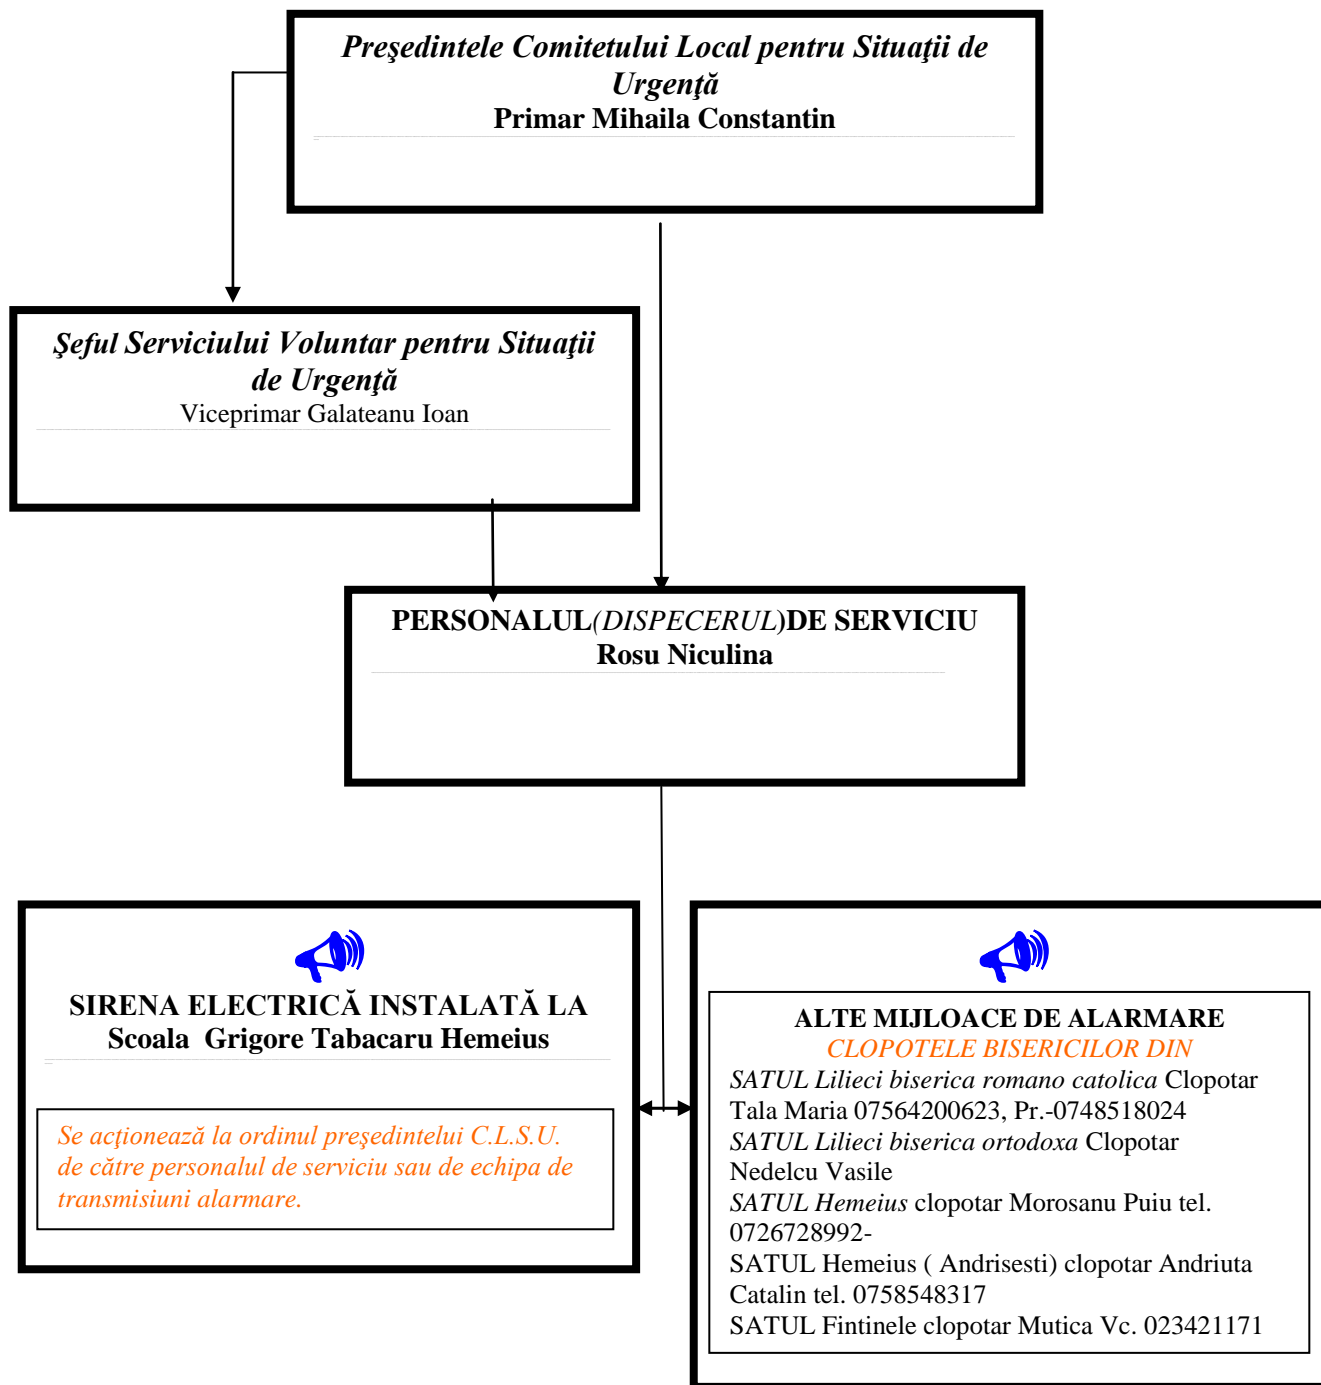 Preşedintele Comitetului Local pentru Situaţii de
Urgenţă
Primar Mihaila Constantin
Şeful Serviciului Voluntar pentru Situaţii
de Urgenţă
Viceprimar Galateanu Ioan
PERSONALUL(DISPECERUL)DE SERVICIU
Rosu Niculina
SIRENA ELECTRICĂ INSTALATĂ LA
Scoala Grigore Tabacaru Hemeius
Se acţionează la ordinul preşedintelui C.L.S.U.
de către personalul de serviciu sau de echipa de
transmisiuni alarmare.
ALTE MIJLOACE DE ALARMARE
CLOPOTELE BISERICILOR DIN
SATUL Lilieci biserica romano catolica Clopotar
Tala Maria 07564200623, Pr.-0748518024
SATUL Lilieci biserica ortodoxa Clopotar
Nedelcu Vasile
SATUL Hemeius clopotar Morosanu Puiu tel.
0726728992-
SATUL Hemeius ( Andrisesti) clopotar Andriuta
Catalin tel. 0758548317
SATUL Fintinele clopotar Mutica Vc. 023421171